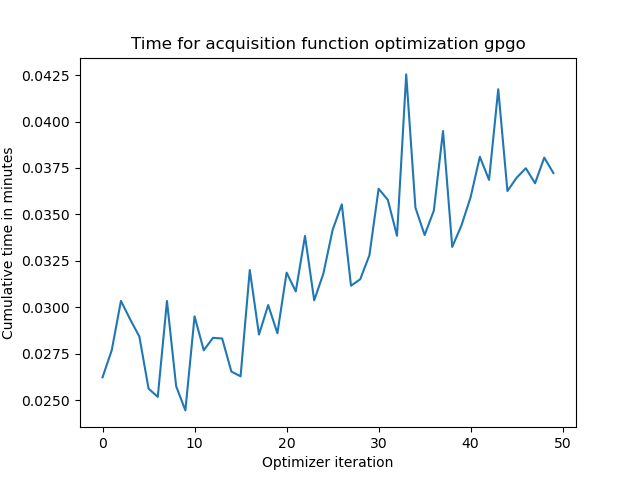 Time for acquisition function optimization gpgo
Cumulative time in minutes
0.0425
0.0400
0.0375
0.0350
0.0325
0.0300
0.0275
0.0250
0 10 20 30 40 50
Optimizer iteration